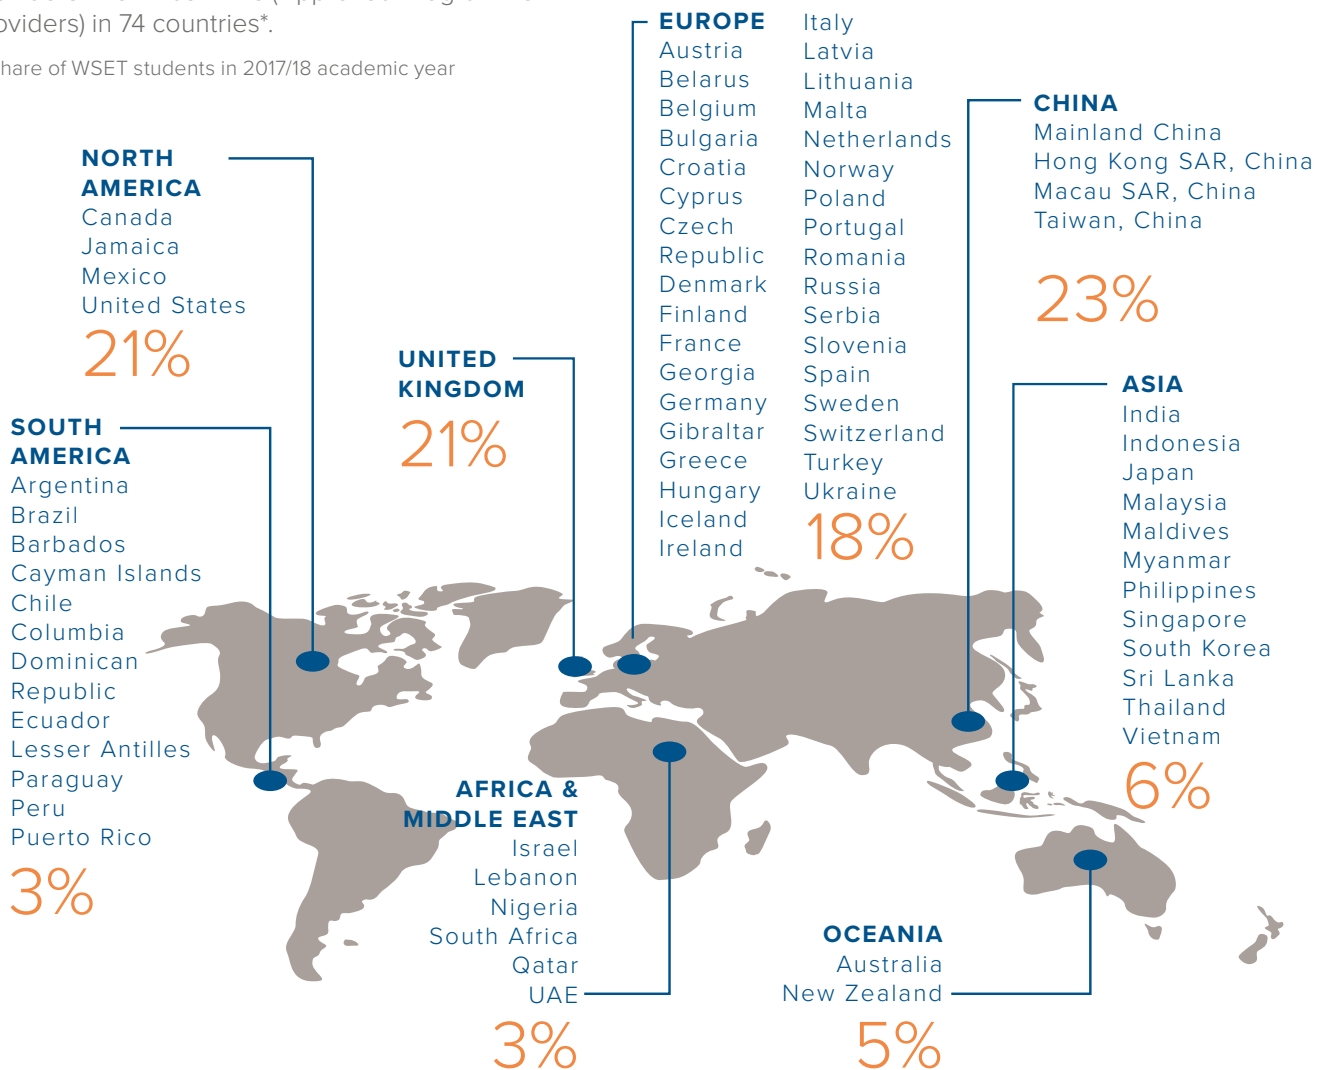 oviders) in 74 countries*.
hare of WSET students in 2017/18 academic year
NORTH
AMERICA
Canada
Jamaica
Mexico
United States
21%
SOUTH
AMERICA
Argentina
Brazil
Barbados
Cayman Islands
Chile
Columbia
Dominican
Republic
Ecuador
Lesser Antilles
Paraguay
Peru
Puerto Rico
3%
UNITED
KINGDOM
21%
EUROPE
Austria
Belarus
Belgium
Bulgaria
Croatia
Cyprus
Czech
Republic
Denmark
Finland
France
Georgia
Germany
Gibraltar
Greece
Hungary
Iceland
Ireland
Italy
Latvia
Lithuania
Malta
Netherlands
Norway
Poland
Portugal
Romania
Russia
Serbia
Slovenia
Spain
Sweden
Switzerland
Turkey
Ukraine
18%
CHINA
Mainland China
Hong Kong SAR, China
Macau SAR, China
Taiwan, China
23%
ASIA
India
Indonesia
Japan
Malaysia
Maldives
Myanmar
Philippines
Singapore
South Korea
Sri Lanka
Thailand
Vietnam
6%
AFRICA &
MIDDLE EAST
Israel
Lebanon
Nigeria
South Africa
Qatar
UAE
3%
OCEANIA
Australia
New Zealand
5%